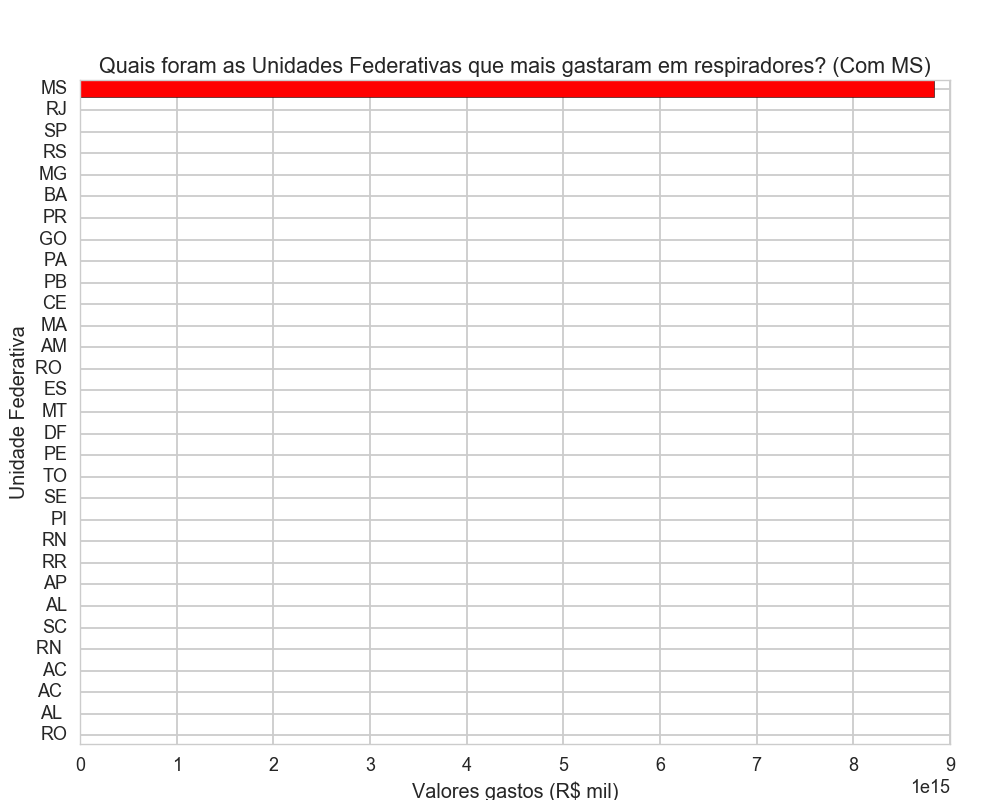 Quais foram as Unidades Federativas que mais gastaram em respiradores? (Com MS)
MS
RJ
SP
RS
MG
BA
PR
GO
PA
PB
CE
MA
AM
RO
ES
MT
DF
PE
TO
SE
PI
RN
RR
AP
AL
SC
RN
AC
AC
AL
RO
Unidade Federativa
0 1 2 3 4 5 6 7 8 9
1e15
Valores gastos (R$ mil)